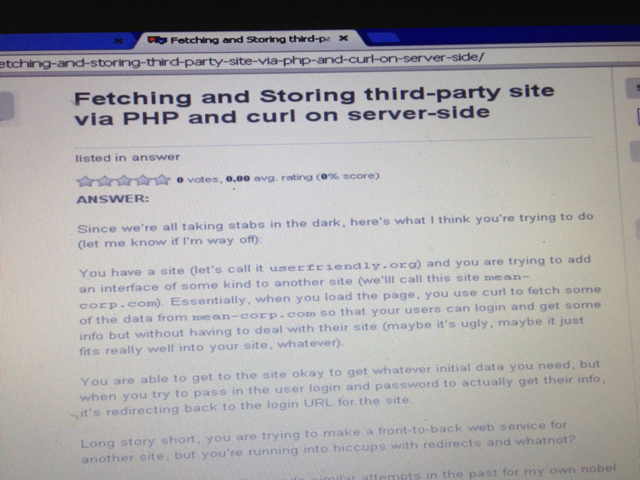 Fetching and Storing third-pa
etching-and-storing-third-party-site-via-php-and-curl-on-server-side/
Fetching and Storing third-party site
via PHP and curl on server-side
listed in answer
0 votes, 0.00 avg. rating (0% score)
ANSWER:
Since we're all taking stabs in the dark, here's what I think you're trying to do
(let me know if I'm way off):
You have a site (let's call it userfriendly.org) and you are trying to add
an interface of some kind to another site (we'll call this site mean-
corp.com). Essentially, when you load the page, you use curl to fetch some
of the data from mean-corp.com so that your users can login and get some
info but without having to deal with their site (maybe it's ugly, maybe it just
fits really well into your site, whatever).
You are able to get to the site okay to get whatever initial data you need, but
when you try to pass in the user login and password to actually get their info,
it's redirecting back to the login URL for the site.
Long story short, you are trying to make a front-to-back web service for
another site, but you're running into hiccups with redirects and whatnot?
similar attempts in the past for my own nobel